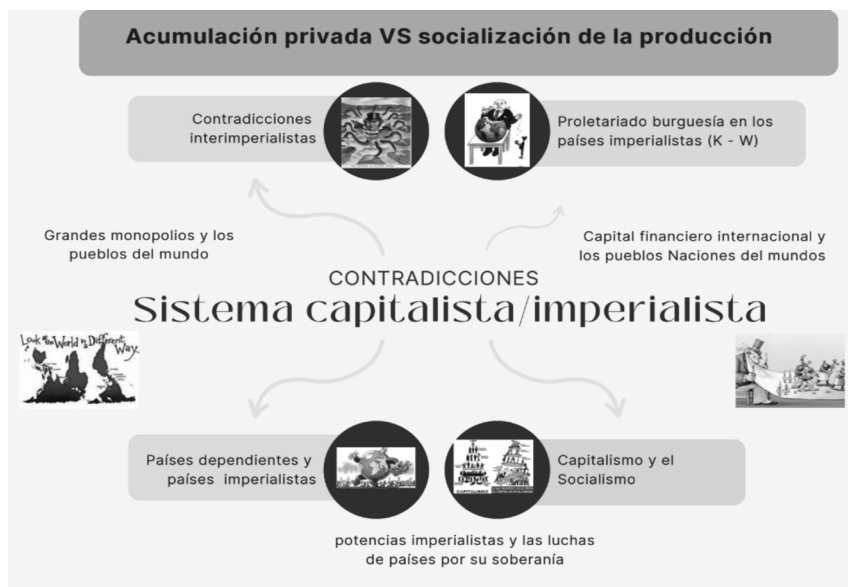 Acumulación privada VS socialización de la producción
Contradicciones
interimperialistas
Proletariado burguesía en los
países imperialistas (K - W)
Grandes monopolios y los
pueblos del mundo
Capital financiero internacional y
los pueblos Naciones del mundos
CONTRADICCIONES
Sistema capitalista/imperialista
Look at the World in a Different
Way.
Países dependientes y
países imperialistas
CAPITALISMO
Capitalismo y el
Socialismo
potencias imperialistas y las luchas
de países por su soberanía